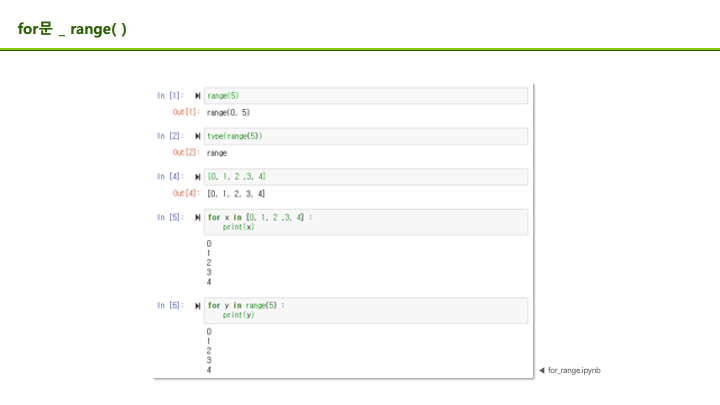 for문 _ range( )
In [1]: range(5)
Out[1]: range(0, 5)
In [2]: type(range(5))
Out[2]: range
In [4]: [0, 1, 2 ,3, 4]
Out[4]: [0, 1, 2, 3, 4]
In [5]: for x in [0, 1, 2 ,3, 4] :
print(x)
0
1
2
3
4
In [6]: for y in range(5) :
print(y)
0
1
2
3
4
◀ for_range.ipynb